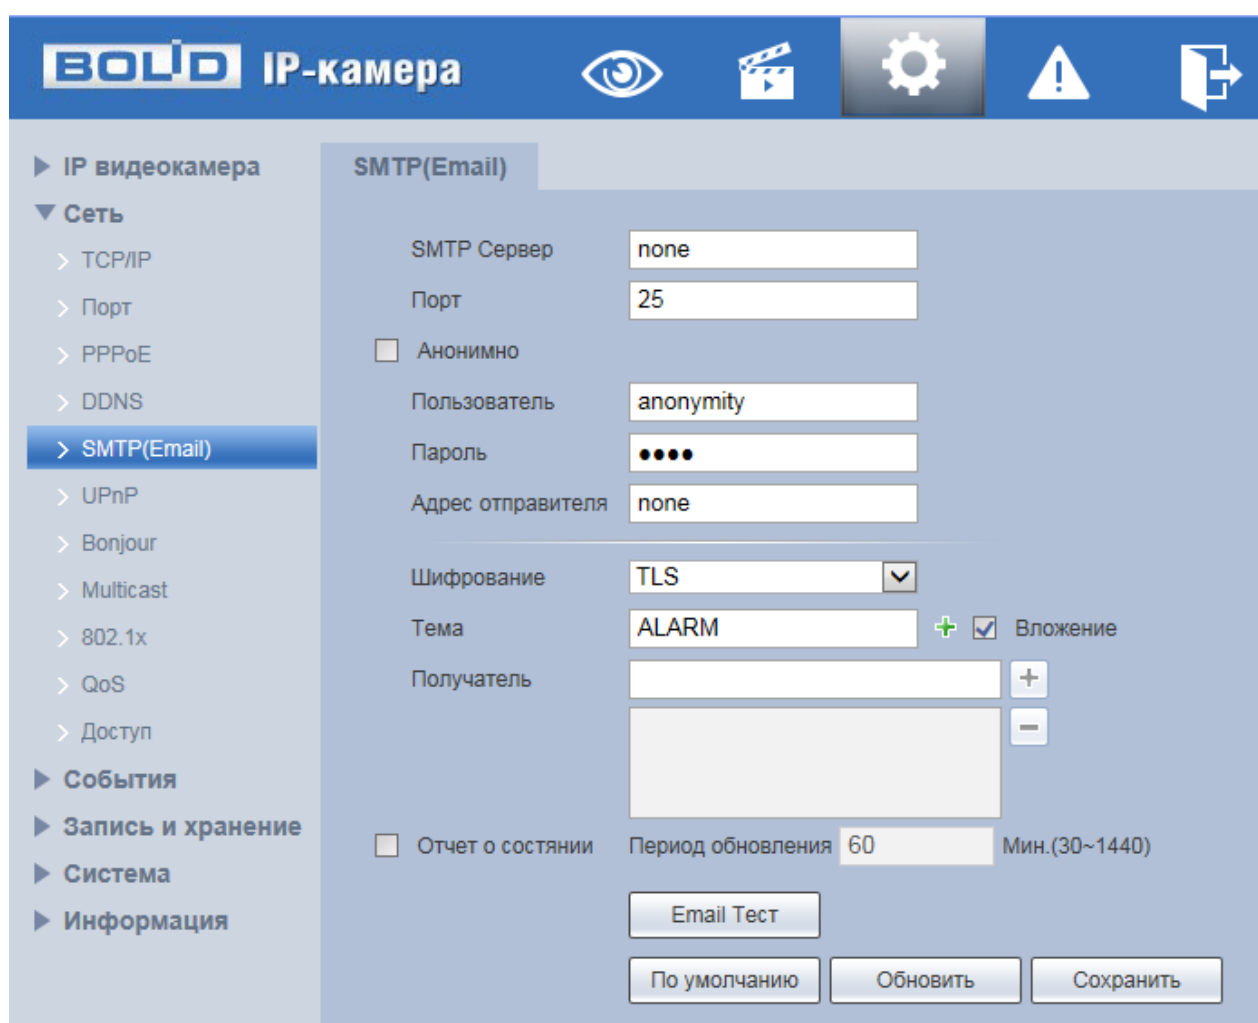 BOLID IP-камера
IP видеокамера
Сеть
TCP/IP
Порт
PPPoE
DDNS
SMTP(Email)
UPnP
Bonjour
Multicast
802.1x
QoS
Доступ
События
Запись и хранение
Система
Информация
SMTP(Email)
SMTP Сервер none
Порт 25
Анонимно
Пользователь anonymity
Пароль ●●●●
Адрес отправителя none
Шифрование TLS
Тема ALARM Вложение
Получатель
Отчет о состянии Период обновления 60 Мин.(30~1440)
Email Тест
По умолчанию Обновить Сохранить